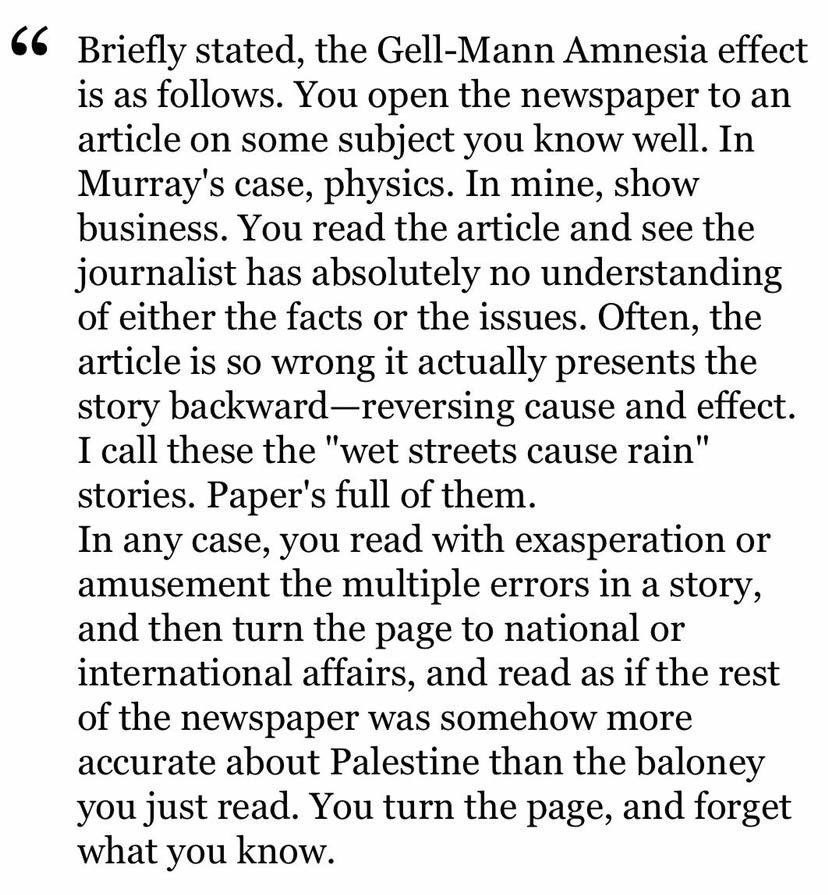 “ Briefly stated, the Gell-Mann Amnesia effect
is as follows. You open the newspaper to an
article on some subject you know well. In
Murray's case, physics. In mine, show
business. You read the article and see the
journalist has absolutely no understanding
of either the facts or the issues. Often, the
article is so wrong it actually presents the
story backward—reversing cause and effect.
I call these the "wet streets cause rain"
stories. Paper's full of them.
In any case, you read with exasperation or
amusement the multiple errors in a story,
and then turn the page to national or
international affairs, and read as if the rest
of the newspaper was somehow more
accurate about Palestine than the baloney
you just read. You turn the page, and forget
what you know.